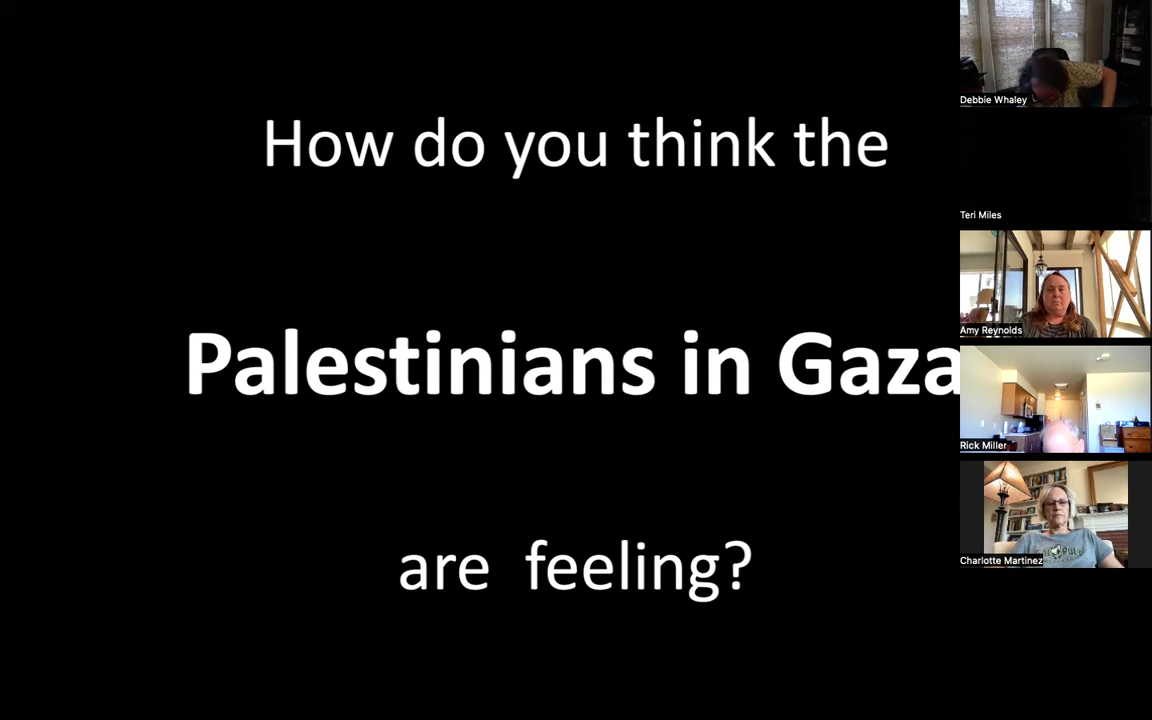 How do you think the
Palestinians in Gaza
are feeling?
Debbie Whaley
Teri Miles
Amy Reynolds
Rick Miller
Charlotte Martinez